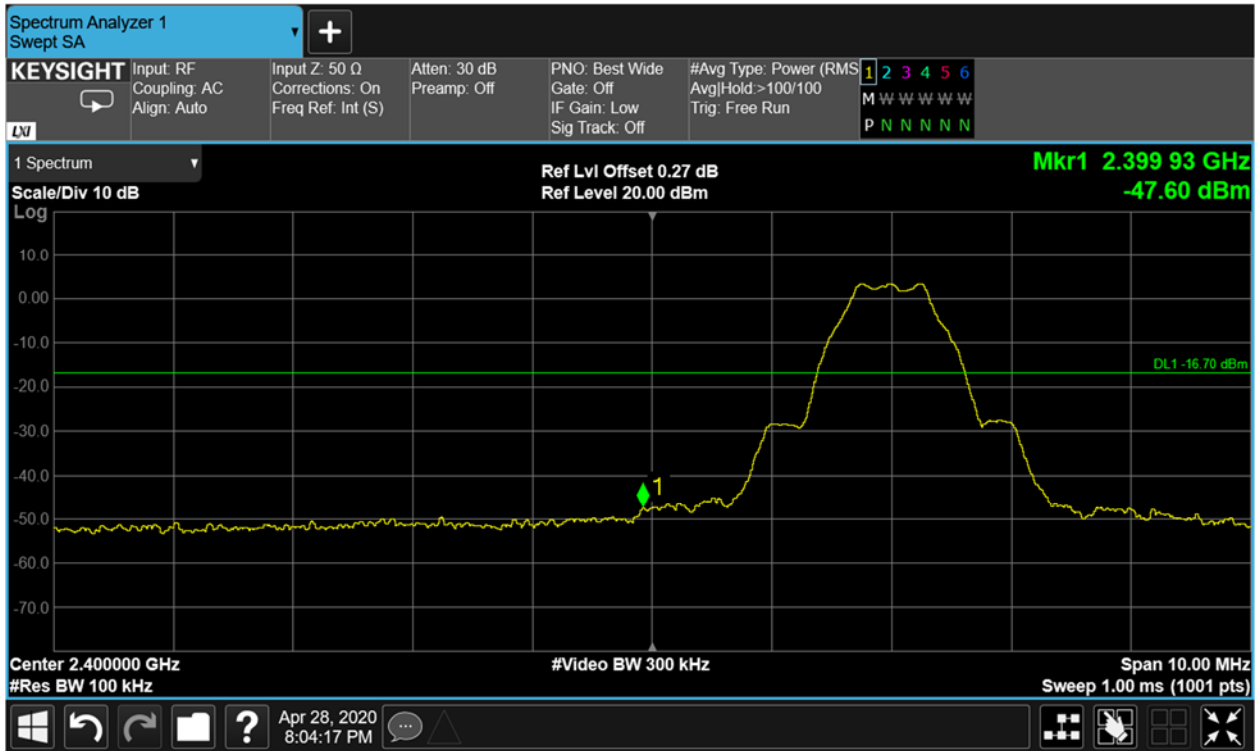 Spectrum Analyzer 1
Swept SA
KEYSIGHT
LXI
Input: RF
Coupling: AC
Align: Auto
Input Z: 50 Ω
Corrections: On
Freq Ref: Int (S)
Atten: 30 dB
Preamp: Off
PNO: Best Wide
Gate: Off
IF Gain: Low
Sig Track: Off
#Avg Type: Power (RMS
Avg|Hold:>100/100
Trig: Free Run
1 2 3 4 5 6
M W W W W W
P N N N N N
1 Spectrum
Scale/Div 10 dB
Log
Ref Lvl Offset 0.27 dB
Ref Level 20.00 dBm
Mkr1 2.399 93 GHz
-47.60 dBm
10.0
0.00
-10.0
DL1 -16.70 dBm
-20.0
-30.0
-40.0
1
-50.0
-60.0
-70.0
Center 2.400000 GHz
#Res BW 100 kHz
#Video BW 300 kHz
Span 10.00 MHz
Sweep 1.00 ms (1001 pts)
?
Apr 28, 2020
8:04:17 PM